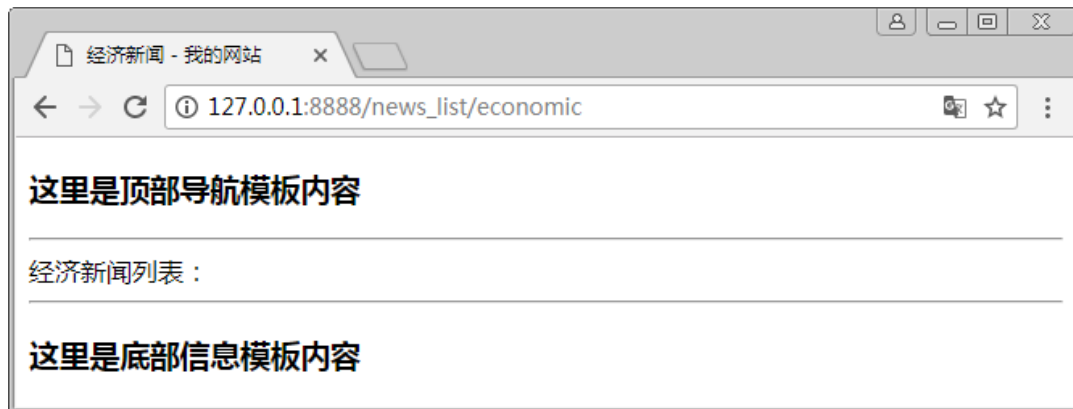 经济新闻 - 我的网站
127.0.0.1:8888/news_list/economic
这里是顶部导航模板内容
经济新闻列表：
这里是底部信息模板内容